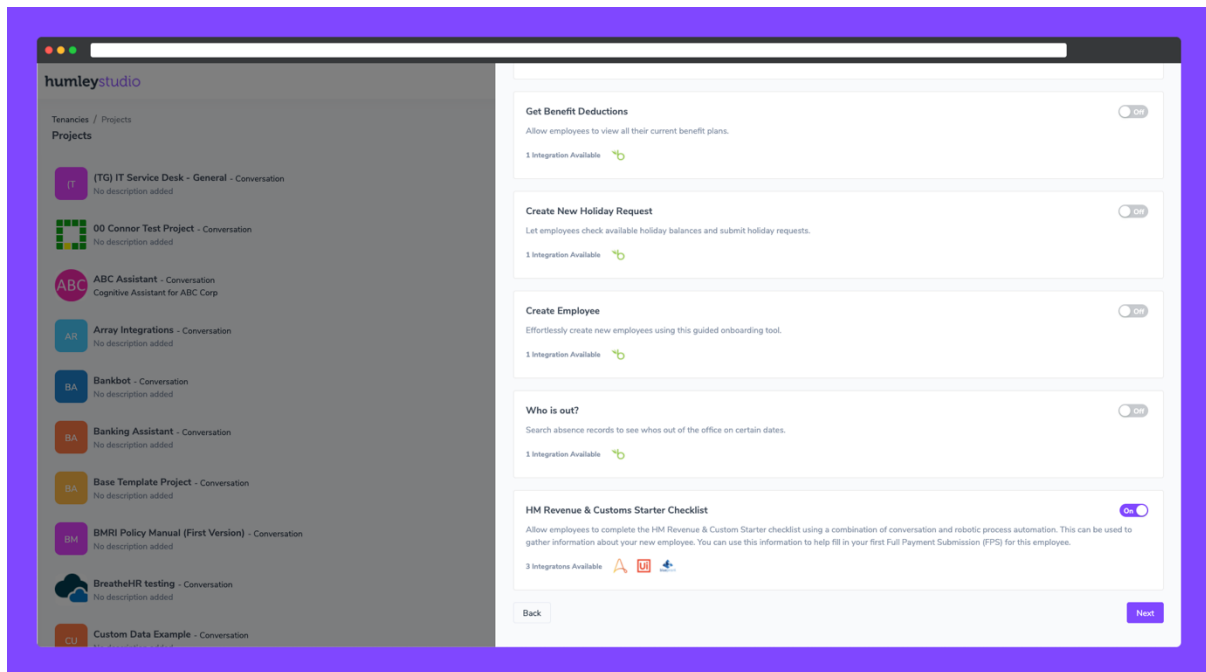 humleystudio
Tenancies / Projects
Projects
(T
(TG) IT Service Desk - General - Conversation
No description added
00 Connor Test Project - Conversation
No description added
ABC
ABC Assistant - Conversation
Cognitive Assistant for ABC Corp
AR
Array Integrations - Conversation
No description added
BA
Bankbot - Conversation
No description added
BA
Banking Assistant - Conversation
No description added
BA
Base Template Project - Conversation
No description added
BM
BMRI Policy Manual (First Version) - Conversation
No description added
BreatheHR testing - Conversation
No description added
CU
Custom Data Example - Conversation
No description added
Get Benefit Deductions
Off
Allow employees to view all their current benefit plans.
1 Integration Available
Create New Holiday Request
Off
Let employees check available holiday balances and submit holiday requests.
1 Integration Available
Create Employee
Off
Effortlessly create new employees using this guided onboarding tool.
1 Integration Available
Who is out?
Off
Search absence records to see whos out of the office on certain dates.
1 Integration Available
HM Revenue & Customs Starter Checklist
On
Allow employees to complete the HM Revenue & Custom Starter checklist using a combination of conversation and robotic process automation. This can be used to
gather information about your new employee. You can use this information to help fill in your first Full Payment Submission (FPS) for this employee.
3 Integratons Available
Ui
Back
Next